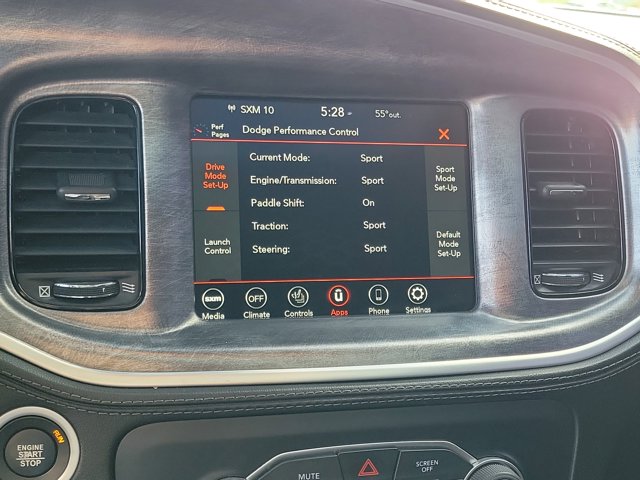 SXM 10 5:28 55° out.
Perf
Pages
Dodge Performance Control
Drive
Mode
Set-Up
Launch
Control
Current Mode: Sport
Engine/Transmission: Sport
Paddle Shift: On
Traction: Sport
Steering: Sport
Sport
Mode
Set-Up
Default
Mode
Set-Up
sxm OFF
Media Climate Controls Apps Phone Settings
ENGINE
START
STOP
RUN
MUTE
SCREEN
OFF